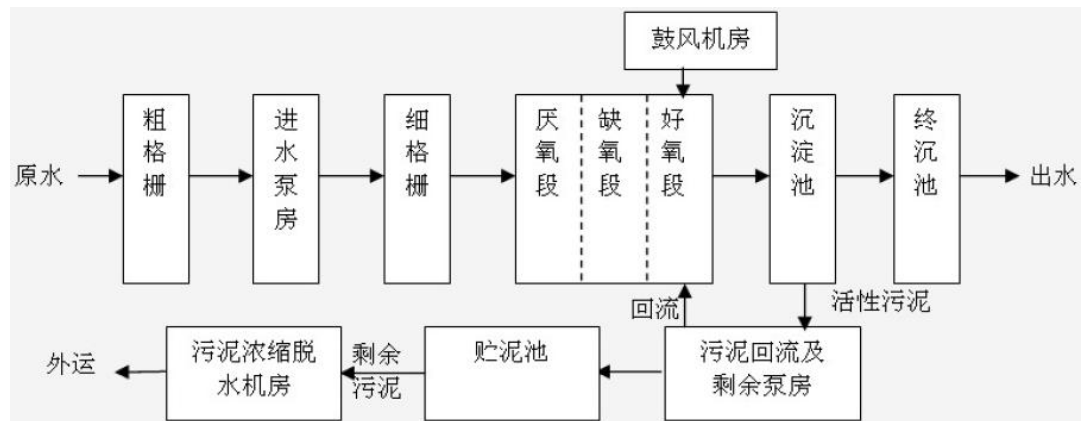 鼓风机房
原水
粗格栅
进水泵房
细格栅
厌氧段
缺氧段
好氧段
沉淀池
终沉池
出水
回流
活性污泥
外运
污泥浓缩脱
水机房
剩余
污泥
贮泥池
污泥回流及
剩余泵房